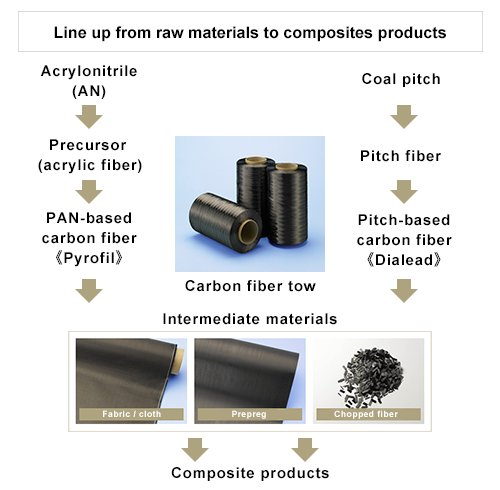 Line up from raw materials to composites products
Acrylonitrile
(AN)
Precursor
(acrylic fiber)
PAN-based
carbon fiber
《Pyrofil》
Coal pitch
Pitch fiber
Pitch-based
carbon fiber
《Dialead》
Carbon fiber tow
Intermediate materials
Fabric / cloth
Prepreg
Chopped fiber
Composite products